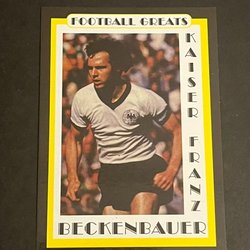 FOOTBALL GREATS
KAISER FRANZ
BECKENBAUER